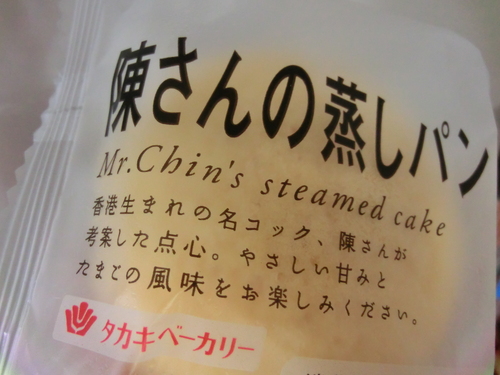 陳さんの蒸しパン
Mr. Chin's steamed cake
香港生まれの名コック、陳さんが
考案した点心。やさしい甘みと
たまごの風味をお楽しみください。
タカキベーカリー